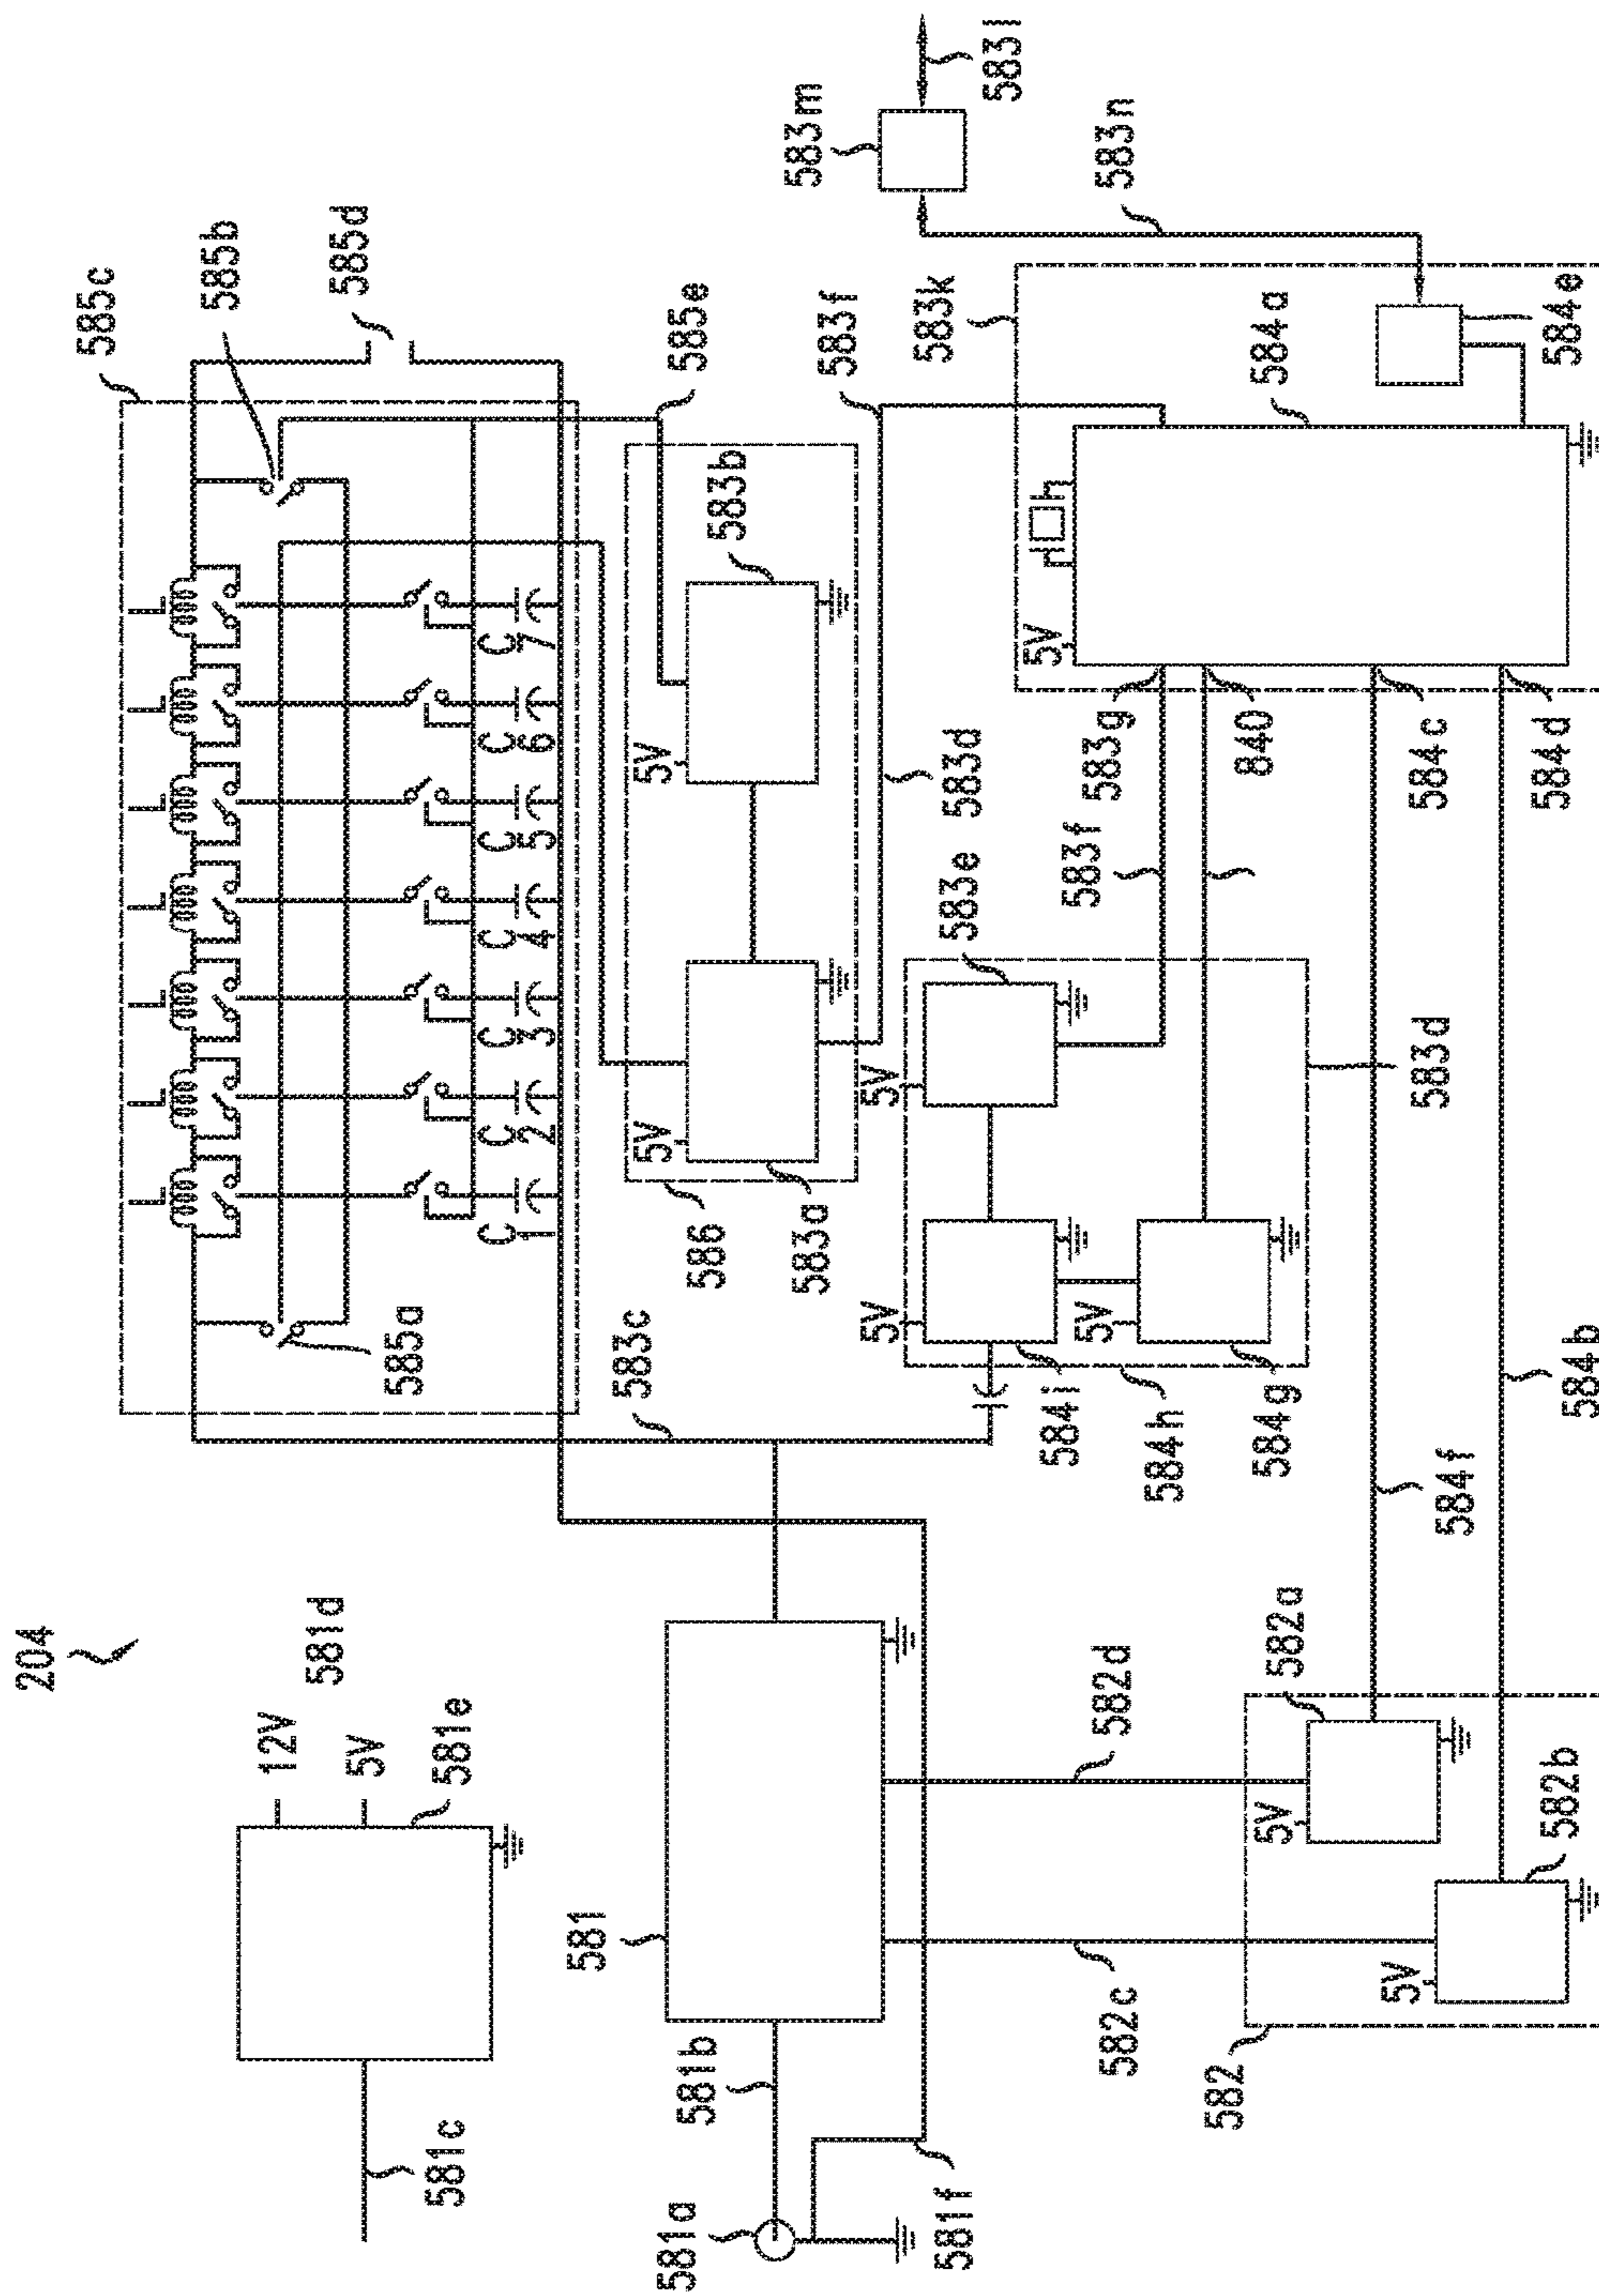 204
581c
581d
12V
5V
581e
581a
581b
581
581f
582c
582d
582
582a
5V
582b
5V
584f
584b
585c
585b
585d
585a
C1
C2
C3
C4
C5
C6
C7
583c
585e
583f
586
5V
583a
5V
583b
583d
5V
584i
5V
583e
5V
584g
584h
583d
583f
583g
840
584c
584d
583k
5V
584a
584e
583m
583l
583n